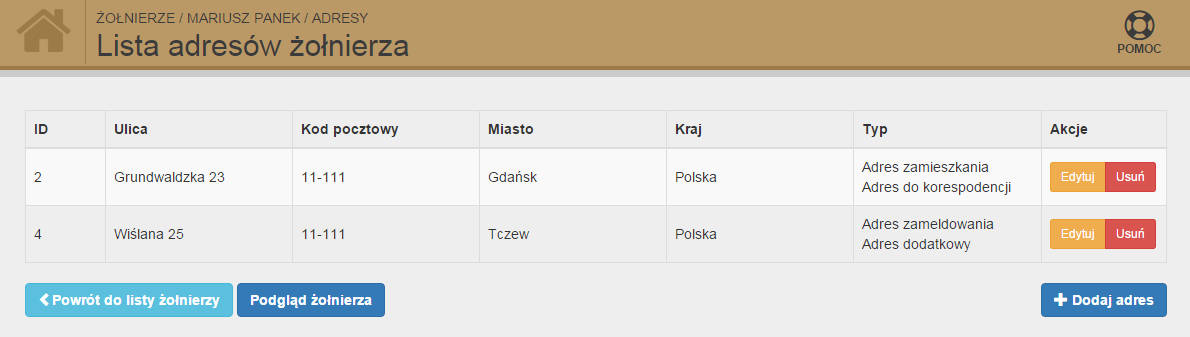 ŻOŁNIERZE / MARIUSZ PANEK / ADRESY
Lista adresów żołnierza
POMOC
ID Ulica Kod pocztowy Miasto Kraj Typ Akcje
2 Grundwaldzka 23 11-111 Gdańsk Polska Adres zamieszkania Edytuj Usuń
Adres do korespodencji
4 Wiślana 25 11-111 Tczew Polska Adres zameldowania Edytuj Usuń
Adres dodatkowy
Powrót do listy żołnierzy Podgląd żołnierza Dodaj adres